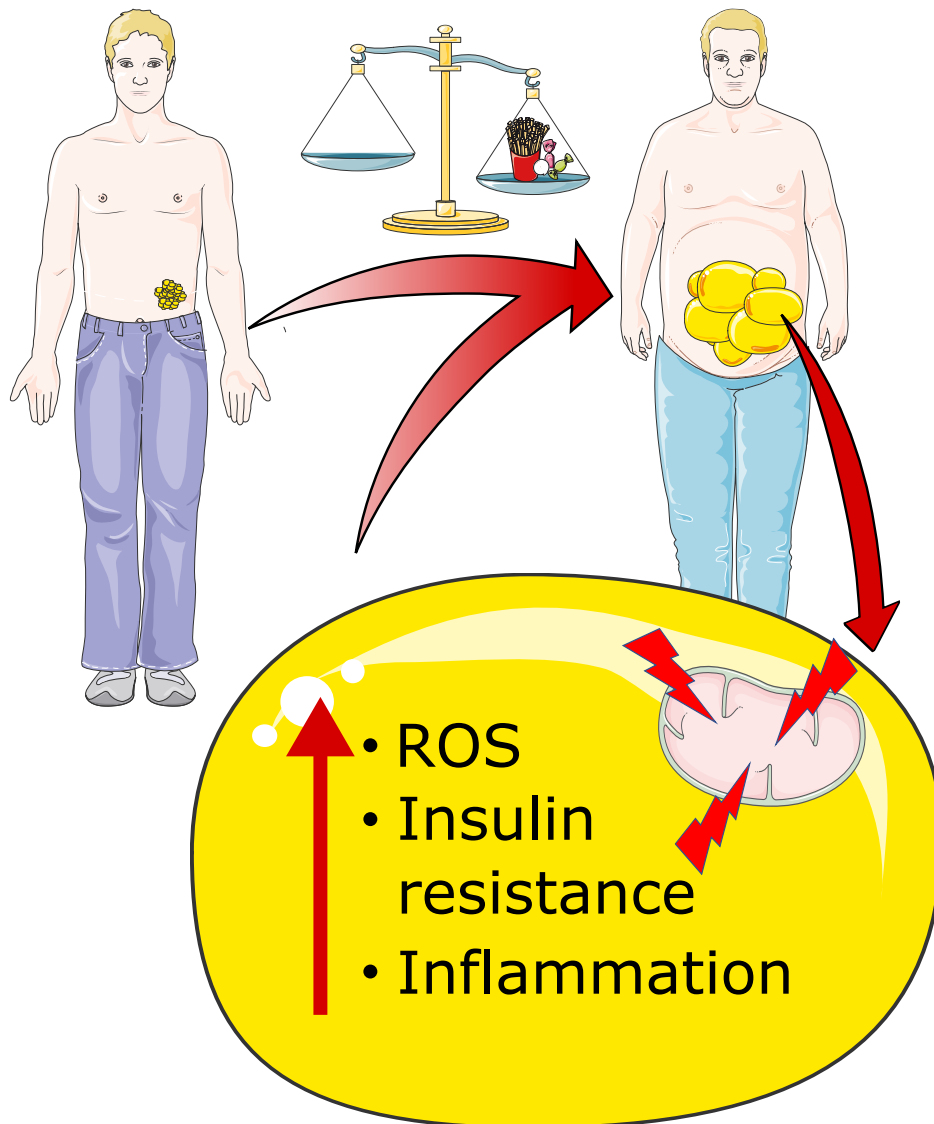 • ROS
• Insulin
resistance
• Inflammation